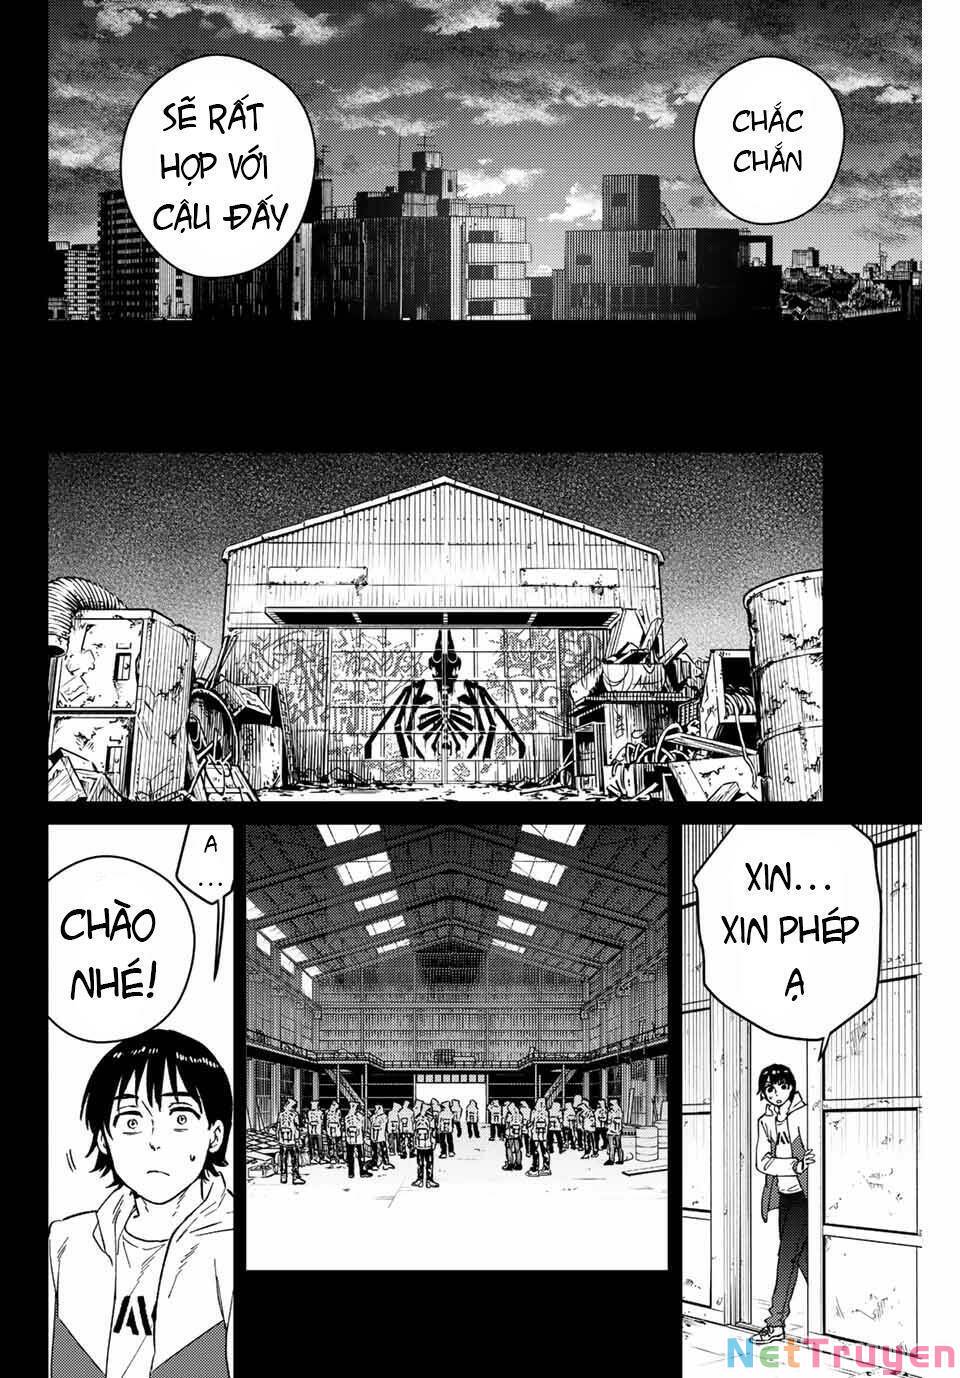 CHẮC
CHẮN
SẼ RẤT
HỢP VỚI
CẬU ĐẤY
XIN...
XIN PHÉP
Ạ
A
...
CHÀO
NHÉ!
NetTruyen